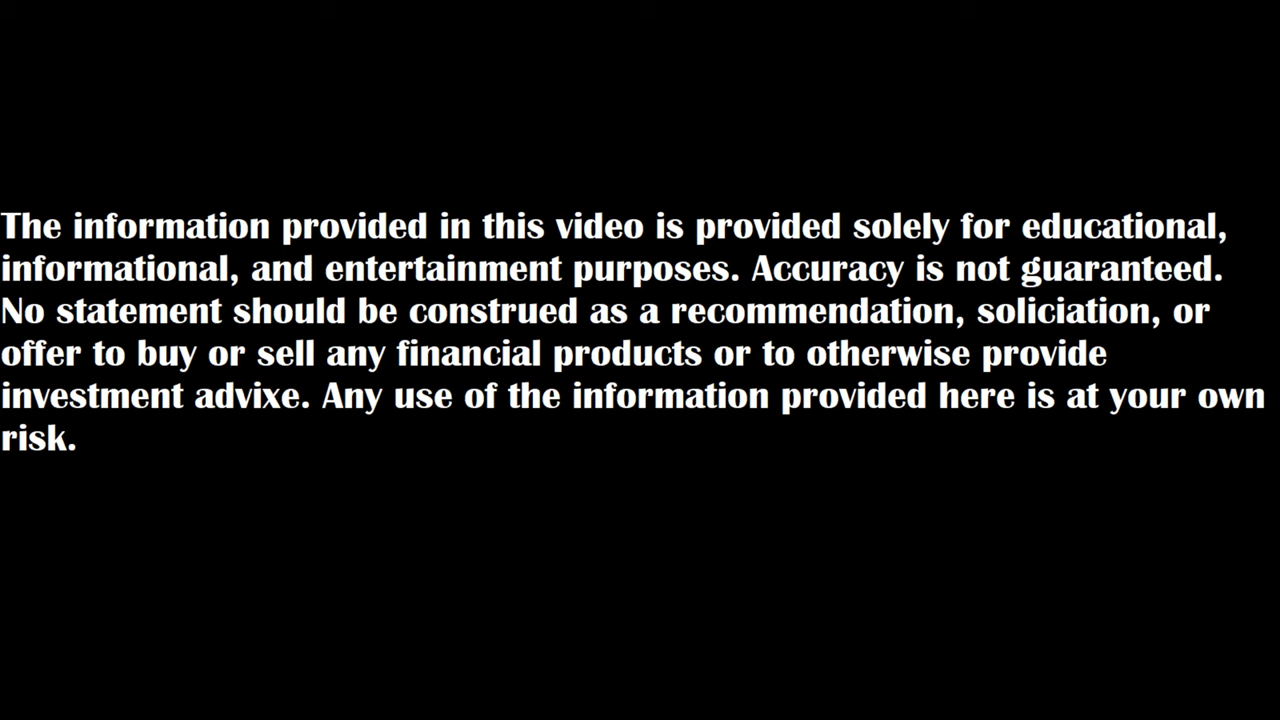 The information provided in this video is provided solely for educational,
informational, and entertainment purposes. Accuracy is not guaranteed.
No statement should be construed as a recommendation, soliciation, or
offer to buy or sell any financial products or to otherwise provide
investment advixe. Any use of the information provided here is at your own
risk.